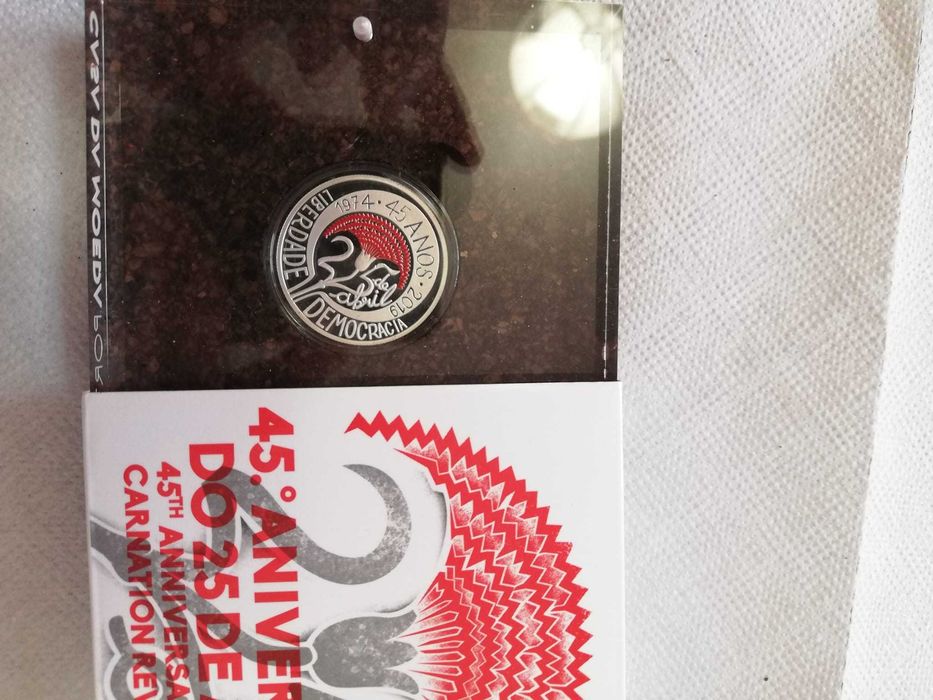 CASA DA MOEDA POR
LIBERDADE
1974 • 45 ANOS • 2019
25 de abril
DEMOCRACIA
45.º ANIVER
DO 25 DE
45TH ANNIVERSA
CARNATION REV